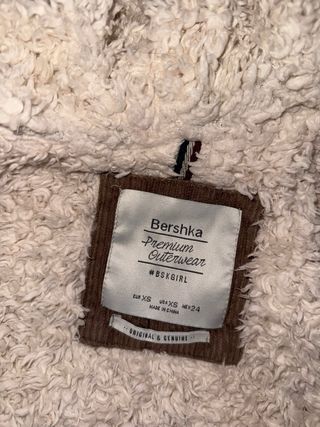 Bershka
Premium
Outerwear
#BSKGIRL
EUR XS USA XS MEX 24
MADE IN CHINA
·· ORIGINAL & GENUINE ··